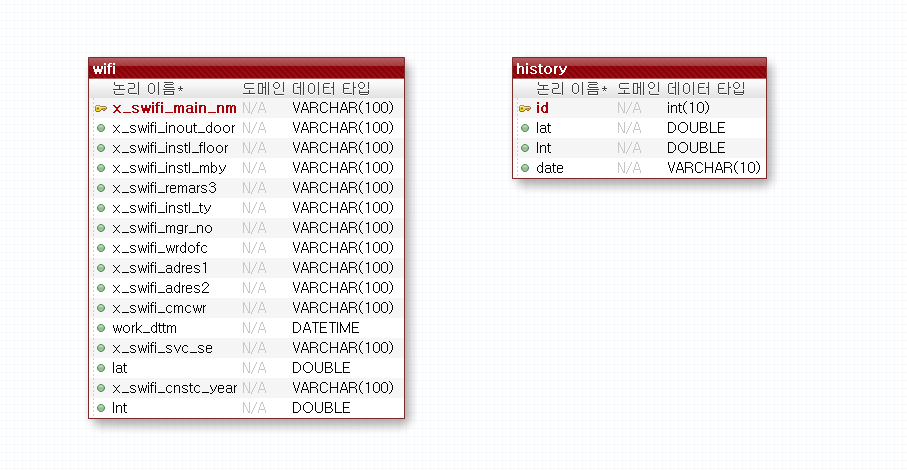 wifi
논리 이름* 도메인 데이터 타입
x_swifi_main_nm N/A VARCHAR(100)
x_swifi_inout_door N/A VARCHAR(100)
x_swifi_instl_floor N/A VARCHAR(100)
x_swifi_instl_mby N/A VARCHAR(100)
x_swifi_remars3 N/A VARCHAR(100)
x_swifi_instl_ty N/A VARCHAR(100)
x_swifi_mgr_no N/A VARCHAR(100)
x_swifi_wrdofc N/A VARCHAR(100)
x_swifi_adres1 N/A VARCHAR(100)
x_swifi_adres2 N/A VARCHAR(100)
x_swifi_cmcwr N/A VARCHAR(100)
work_dttm N/A DATETIME
x_swifi_svc_se N/A VARCHAR(100)
lat N/A DOUBLE
x_swifi_cnstc_year N/A VARCHAR(100)
lnt N/A DOUBLE
history
논리 이름* 도메인 데이터 타입
id N/A int(10)
lat N/A DOUBLE
lnt N/A DOUBLE
date N/A VARCHAR(10)